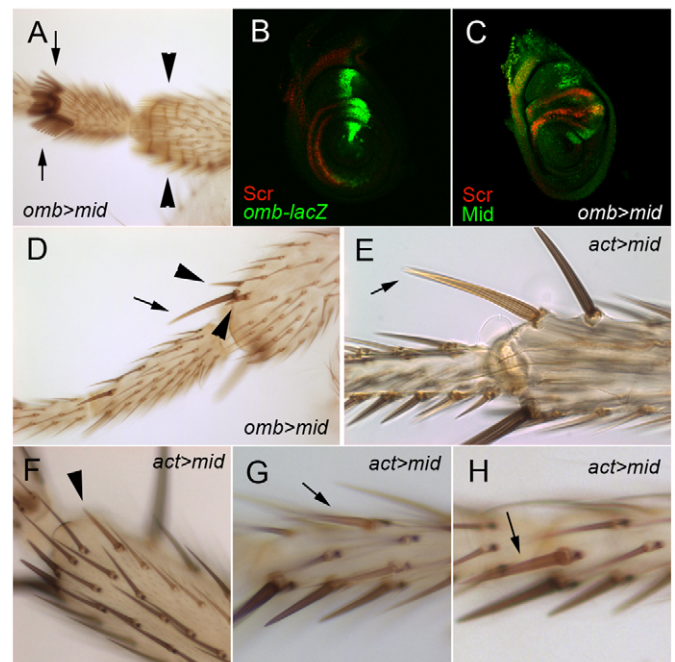 A
omb>mid
B
Scr
omb-lacZ
C
Scr
Mid
omb>mid
D
omb>mid
E
act>mid
F
act>mid
G
act>mid
H
act>mid